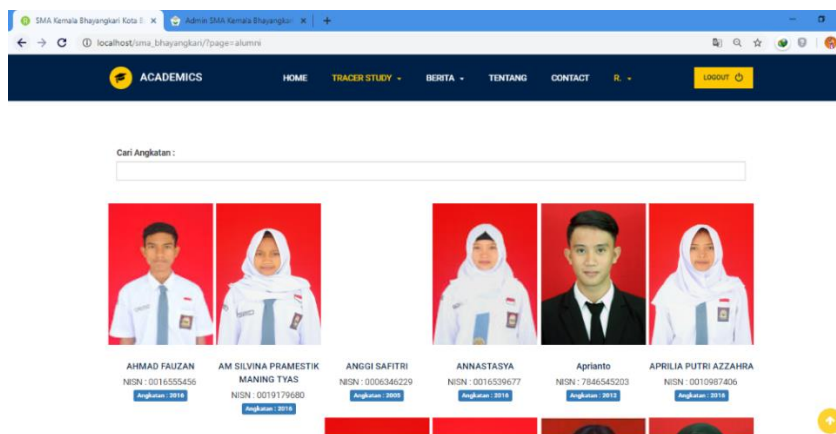 SMA Kemala Bhayangkari Kota
Admin SMA Kemala Bhayangkar
localhost/sma_bhayangkari/?page=alumni
ACADEMICS
HOME
TRACER STUDY
BERITA
TENTANG
CONTACT
R.
LOGOUT
Cari Angkatan :
AHMAD FAUZAN
NISN : 0016555456
Angkatan : 2016
AM SILVINA PRAMESTIK
MANING TYAS
NISN : 0019179680
Angkatan : 2016
ANGGI SAFITRI
NISN : 0006346229
Angkatan : 2005
ANNASTASYA
NISN : 0016539677
Angkatan : 2016
Aprianto
NISN : 7846545203
Angkatan : 2013
APRILIA PUTRI AZZAHRA
NISN : 0010987406
Angkatan : 2016